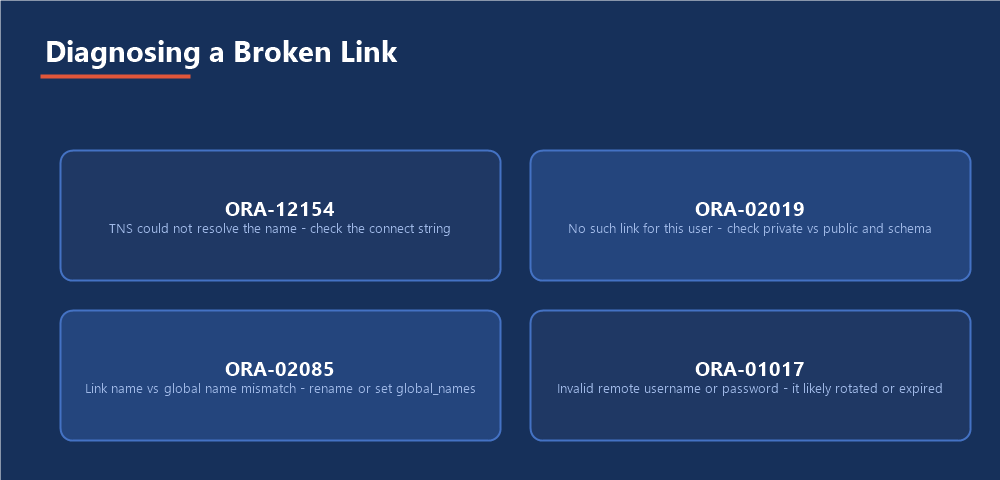 Diagnosing a Broken Link
ORA-12154
TNS could not resolve the name - check the connect string
ORA-02019
No such link for this user - check private vs public and schema
ORA-02085
Link name vs global name mismatch - rename or set global_names
ORA-01017
Invalid remote username or password - it likely rotated or expired